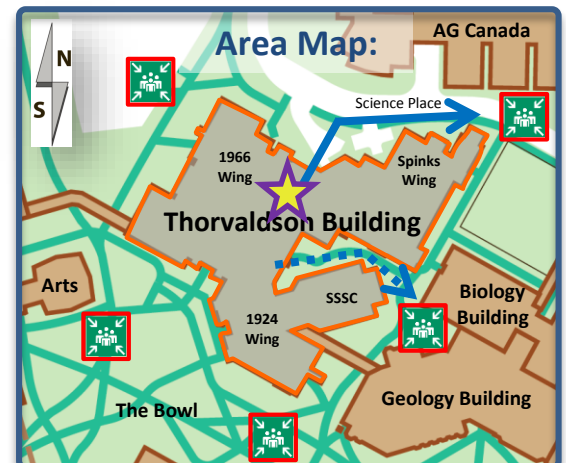 Area Map:
AG Canada
N
S
Science Place
1966
Wing
Spinks
Wing
Thorvaldson Building
Arts
SSSC
Biology
Building
1924
Wing
Geology Building
The Bowl